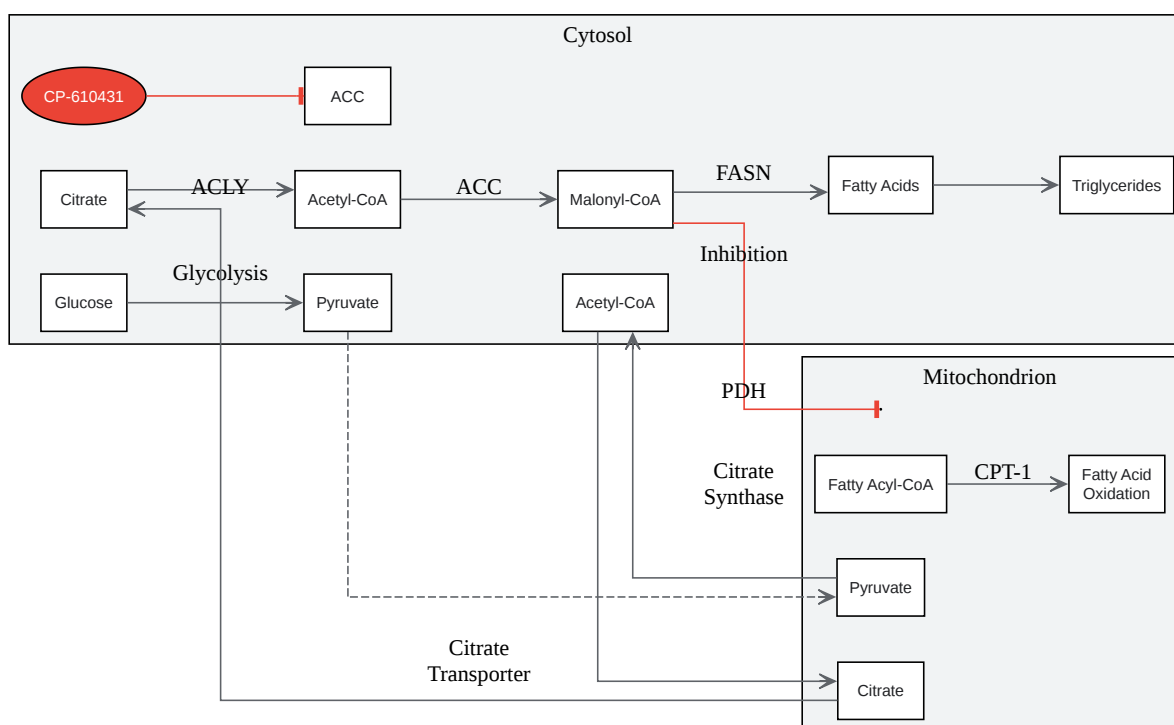 Cytosol
CP-610431
ACC
Citrate
ACLY
Acetyl-CoA
ACC
Malonyl-CoA
FASN
Fatty Acids
Triglycerides
Inhibition
Glucose
Glycolysis
Pyruvate
Acetyl-CoA
PDH
Mitochondrion
Citrate
Synthase
Fatty Acyl-CoA
CPT-1
Fatty Acid
Oxidation
Pyruvate
Citrate
Transporter
Citrate